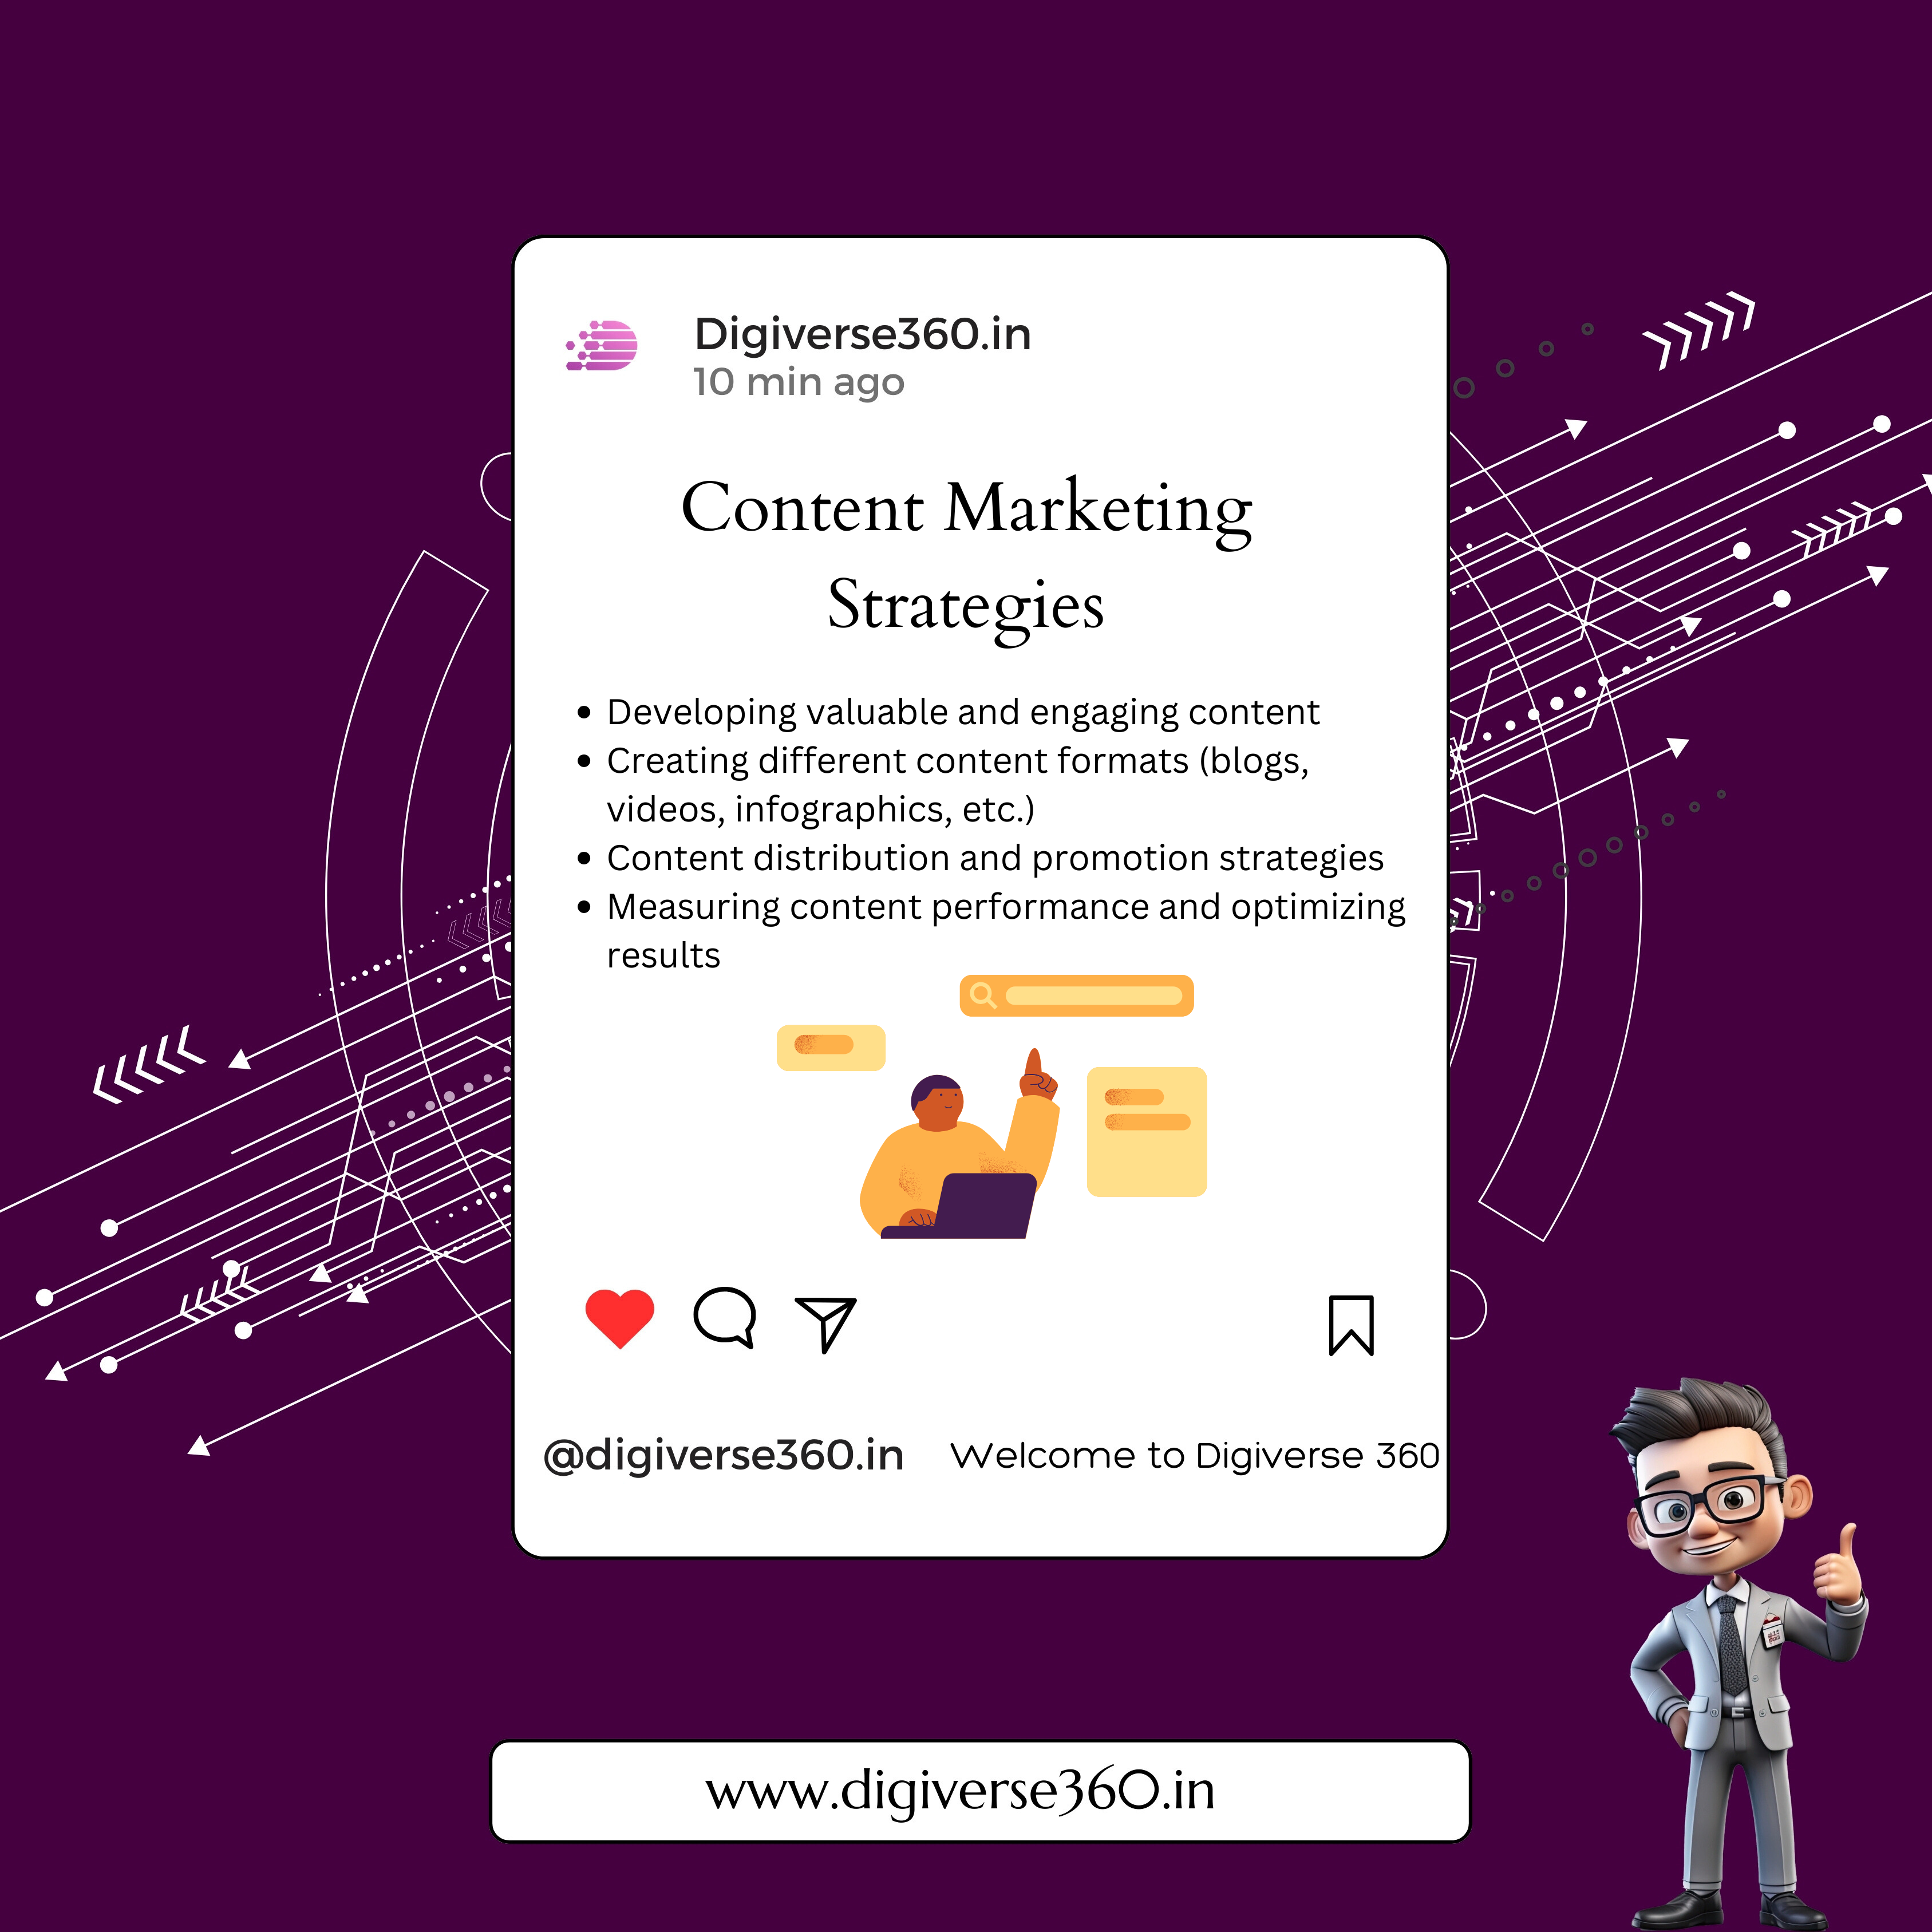 Digiverse360.in
10 min ago
Content Marketing
Strategies
• Developing valuable and engaging content
• Creating different content formats (blogs,
videos, infographics, etc.)
• Content distribution and promotion strategies
• Measuring content performance and optimizing
results
@digiverse360.in Welcome to Digiverse 360
www.digiverse360.in